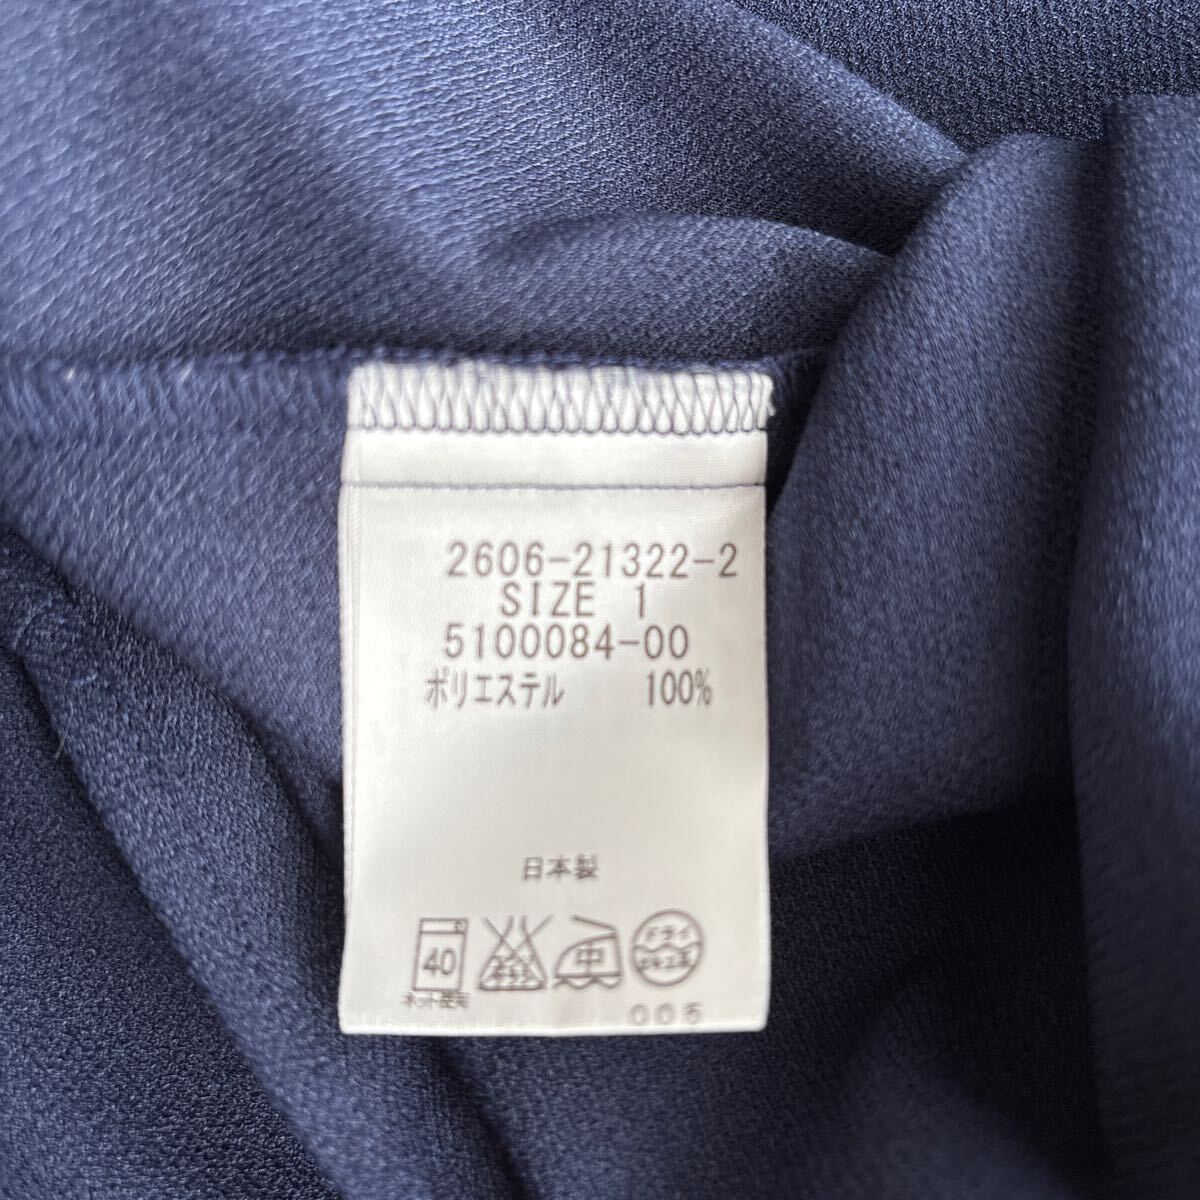 2606-21322-2
SIZE 1
5100084-00
ポリエステル 100%
日本製
40 中 ドライ
ネット使用
005